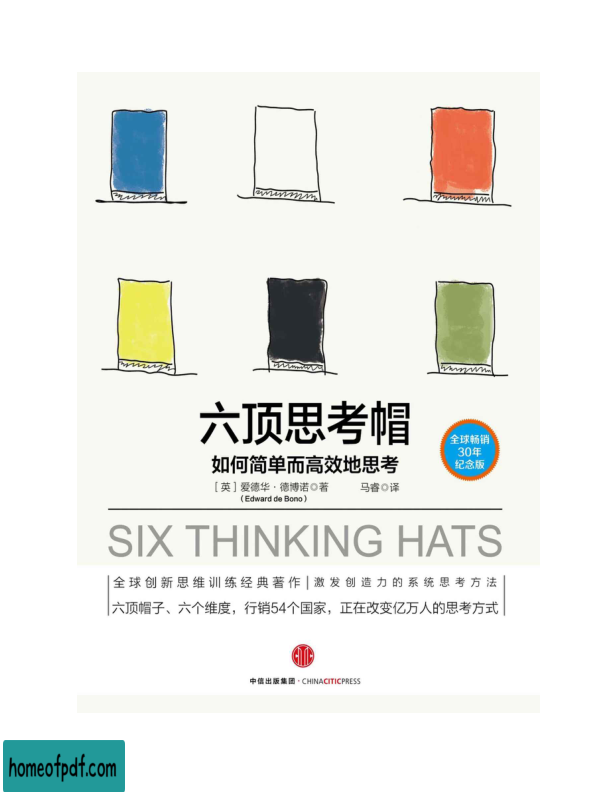 六顶思考帽
如何简单而高效地思考
全球畅销
30年
纪念版
[英]爱德华·德博诺◎著 马睿◎译
(Edward de Bono)
SIX THINKING HATS
全球创新思维训练经典著作|激发创造力的系统思考方法
六顶帽子、六个维度，行销54个国家，正在改变亿万人的思考方式
中信出版集团·CHINACITICPRESS
homeofpdf.com